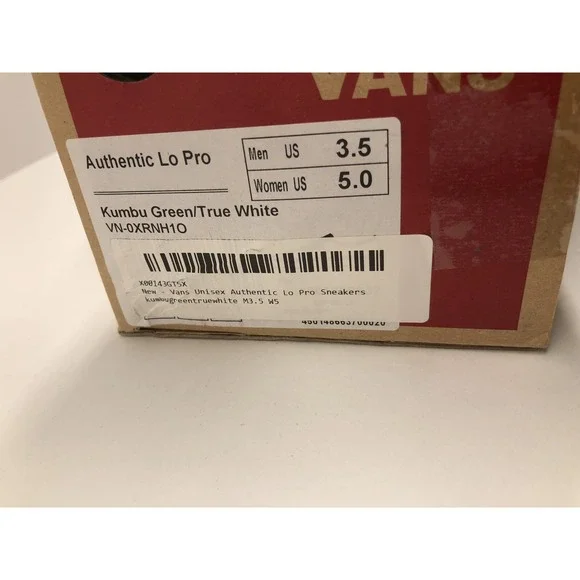 VANS
Authentic Lo Pro
Men US 3.5
Women US 5.0
Kumbu Green/True White
VN-0XRNH1O
X00143GT5X
New - Vans Unisex Authentic Lo Pro Sneakers
kumbugreentruewhite M3.5 W5
450148663700020